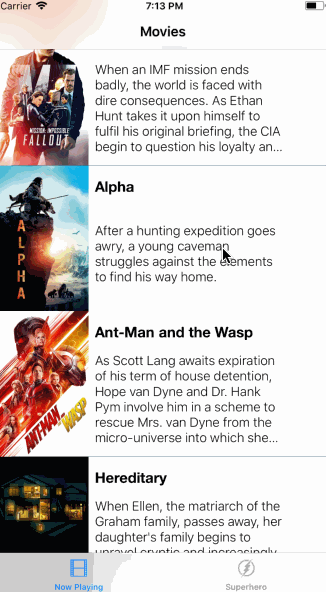 Carrier 7:13 PM
Movies
When an IMF mission ends
badly, the world is faced with
dire consequences. As Ethan
Hunt takes it upon himself to
fulfil his original briefing, the CIA
begin to question his loyalty an...
MISSION: IMPOSSIBLE
FALLOUT
Alpha
ALPHA
After a hunting expedition goes
awry, a young caveman
struggles against the elements
to find his way home.
Ant-Man and the Wasp
As Scott Lang awaits expiration
of his term of house detention,
Hope van Dyne and Dr. Hank
Pym involve him in a scheme to
rescue Mrs. van Dyne from the
micro-universe into which she...
ANT-MAN
AND THE
WASP
Hereditary
When Ellen, the matriarch of the
Graham family, passes away, her
daughter's family begins to
unravel cryptic and increasingly
Now Playing
Superhero